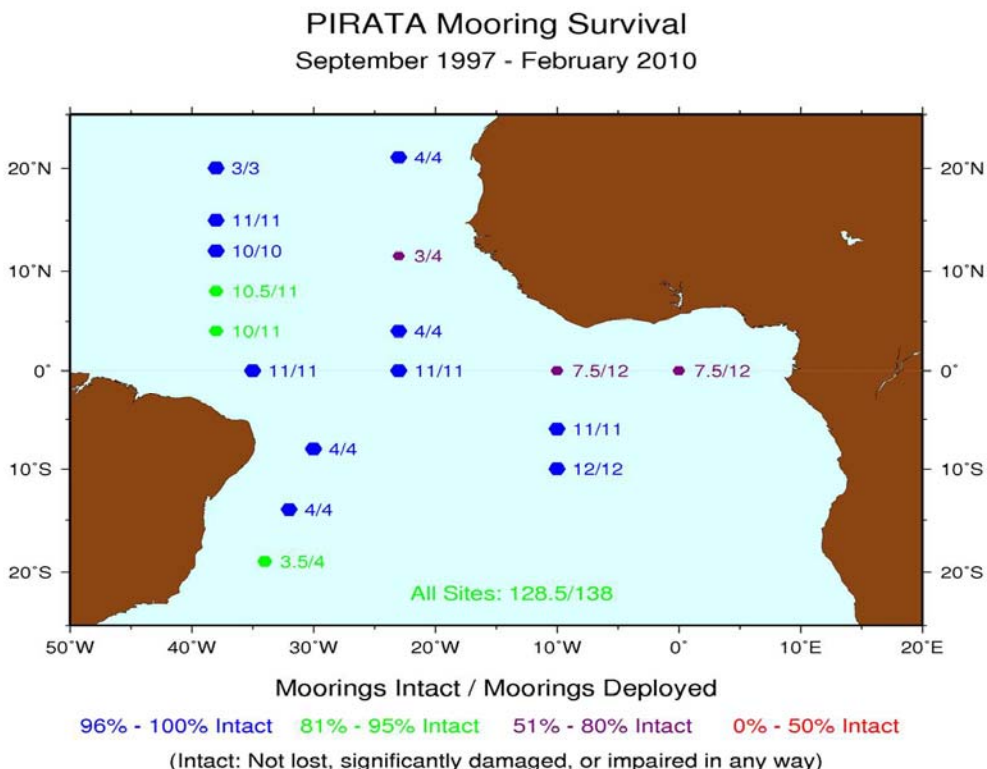 PIRATA Mooring Survival
September 1997 - February 2010
20°N 3/3 4/4 20°N
11/11
10/10
10°N 3/4 10°N
10.5/11
10/11 4/4
0° 11/11 11/11 7.5/12 7.5/12 0°
11/11
4/4
10°S 12/12 10°S
4/4
3.5/4
20°S 20°S
All Sites: 128.5/138
50°W 40°W 30°W 20°W 10°W 0° 10°E 20°E
Moorings Intact / Moorings Deployed
96% - 100% Intact 81% - 95% Intact 51% - 80% Intact 0% - 50% Intact
(Intact: Not lost, significantly damaged, or impaired in any way)